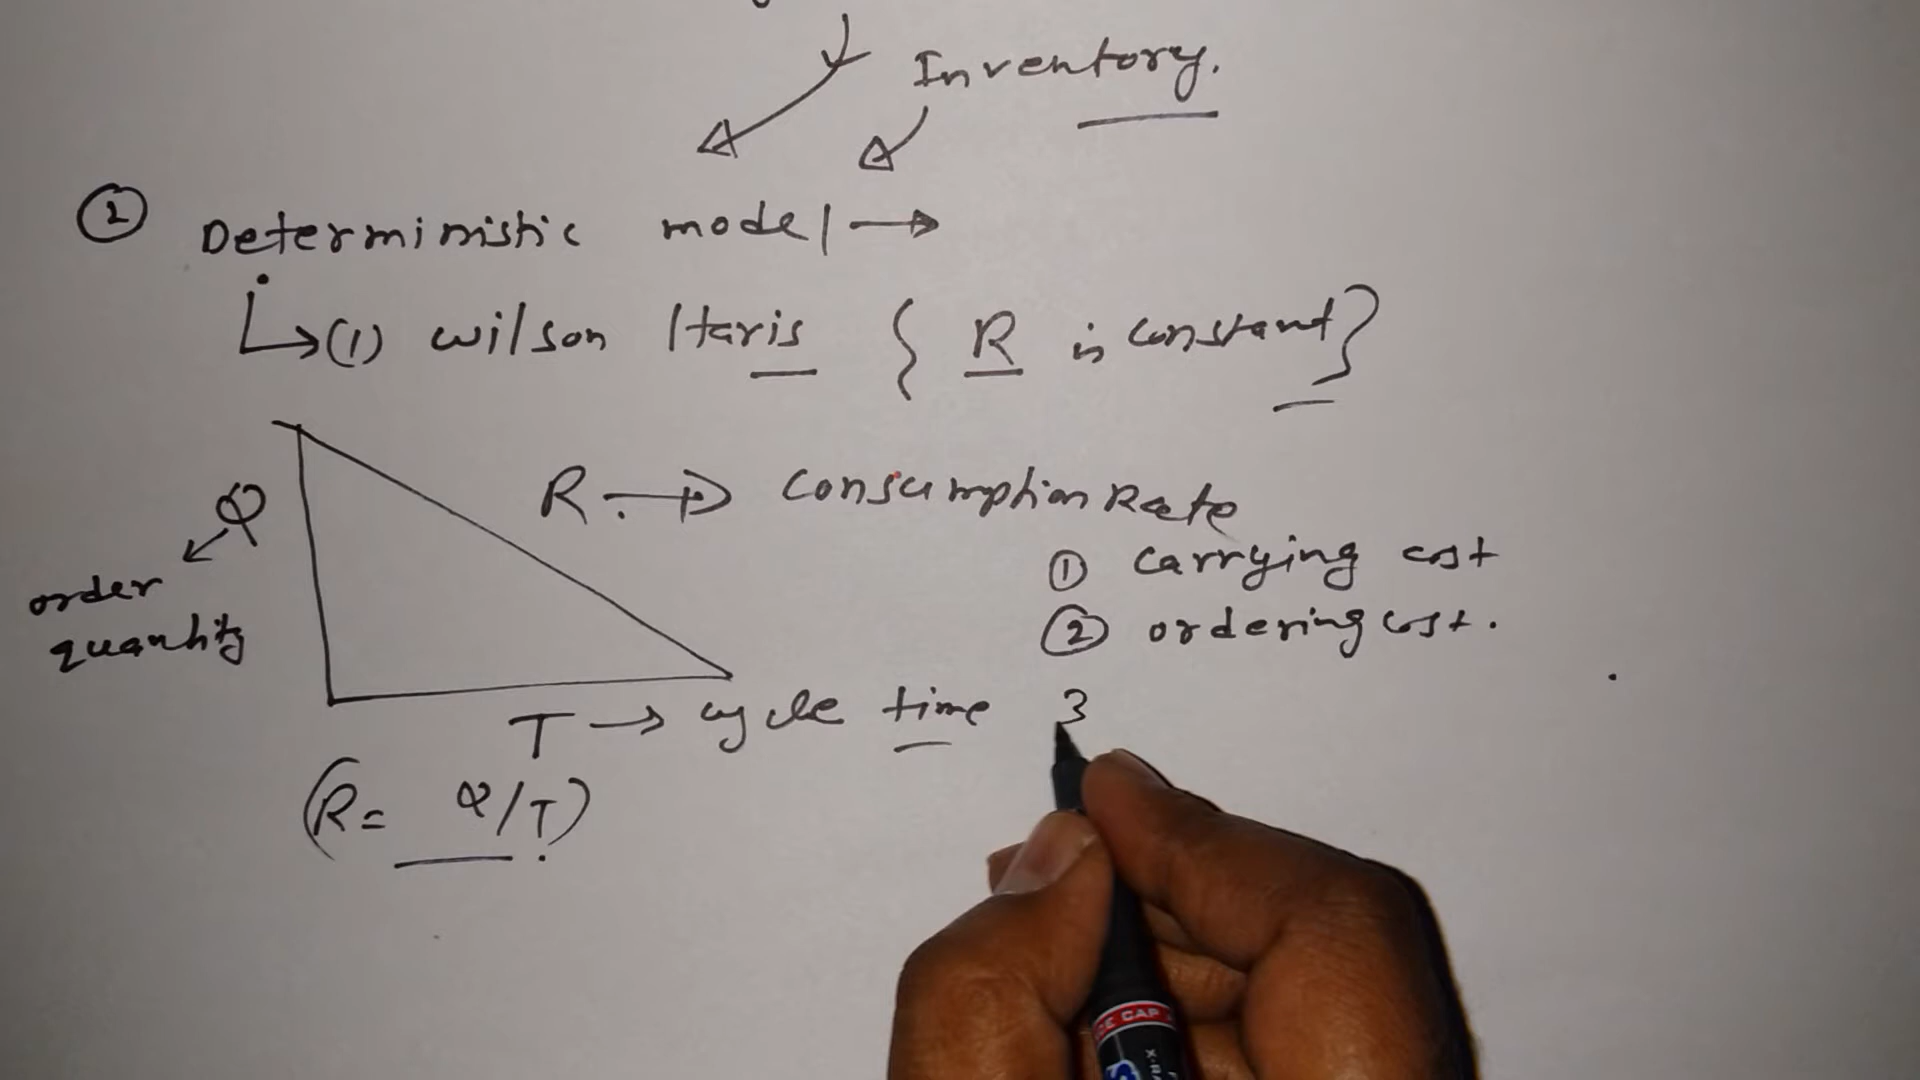 Inventory.
② Deterministic model →
↳ (1) wilson Haris { R is constant }
Q
R → Consumption Rate
order quantity
① carrying cost
② ordering cost.
T → cycle time 3
(R = Q/T)
CAP